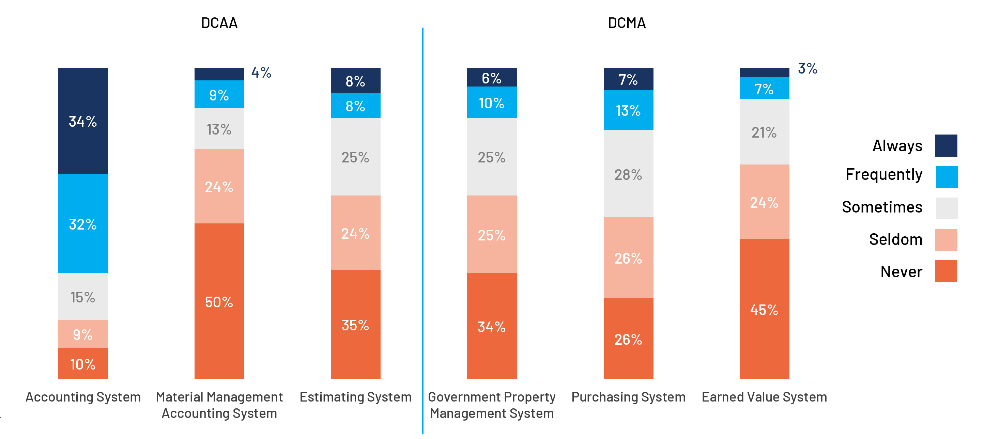 DCAA
DCMA
34%
32%
15%
9%
10%
4%
9%
13%
24%
50%
8%
8%
25%
24%
35%
6%
10%
25%
25%
34%
7%
13%
28%
26%
26%
3%
7%
21%
24%
45%
Accounting System
Material Management
Accounting System
Estimating System
Government Property
Management System
Purchasing System
Earned Value System
Always
Frequently
Sometimes
Seldom
Never